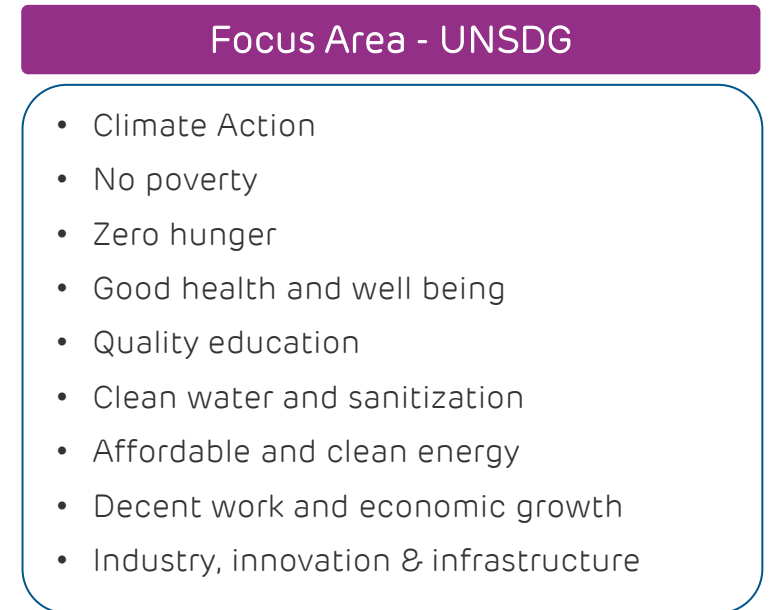 Focus Area - UNSDG
• Climate Action
• No poverty
• Zero hunger
• Good health and well being
• Quality education
• Clean water and sanitization
• Affordable and clean energy
• Decent work and economic growth
• Industry, innovation & infrastructure